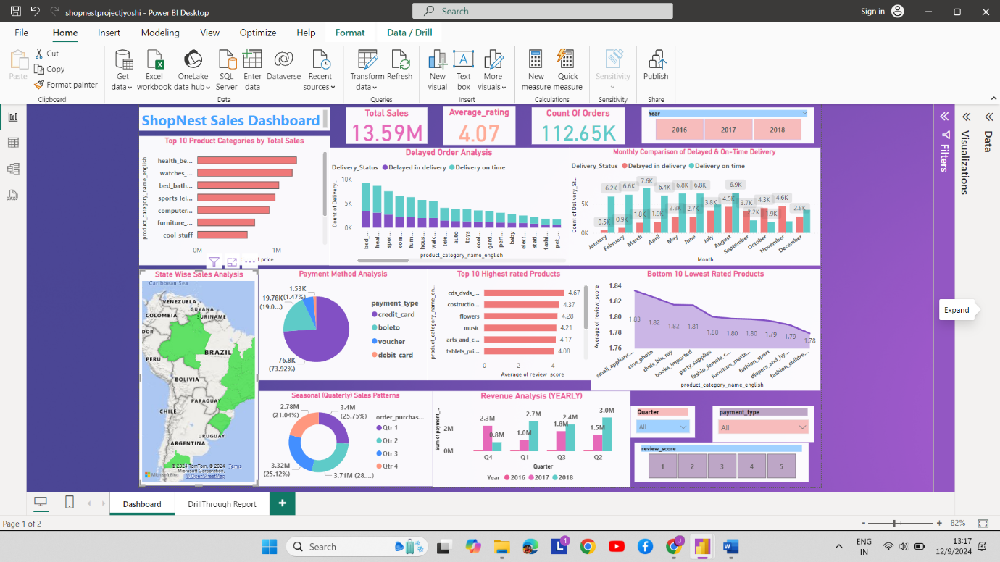 shopnestprojectjyoshi - Power BI Desktop
Search
Sign in
File Home Insert Modeling View Optimize Help Format Data / Drill
Paste
Cut
Copy
Format painter
Clipboard
Get data
Excel workbook
OneLake data hub
SQL Server
Enter data
Dataverse
Recent sources
Data
Transform data
Refresh
Queries
New visual
Text box
More visuals
Insert
New measure
Quick measure
Calculations
Sensitivity
Sensitivity
Publish
Share
ShopNest Sales Dashboard
Total Sales
13.59M
Average_rating
4.07
Count Of Orders
112.65K
Year
2016 2017 2018
Top 10 Product Categories by Total Sales
product_category_name_english
health_be...
watches_...
bed_bath...
sports_lei...
computer...
furniture_...
cool_stuff
0M 1M
f price
Delayed Order Analysis
Delivery_Status Delayed in delivery Delivery on time
Count of Delivery_...
10K
5K
0K
bed_... heal... spor... com... furn... hous... watc... tele... auto toys cool... gard... perf... baby elect... stati... fashi... pet_...
product_category_name_english
Monthly Comparison of Delayed & On-Time Delivery
Delivery_Status Delayed in delivery Delivery on time
Count of Delivery_St...
5K
0K
6.2K 6.6K 7.6K 6.4K 6.8K 6.8K 6.9K
0.5K 0.9K 1.8K 1.9K 2.8K 2.7K 3.8K 4.5K 3.7K 2.2K 4.3K 1.9K 4.6K 2.8K
January February March April May June July August September October November December
Month
State Wise Sales Analysis
Caribbean Sea
VENEZUELA
GUYANA
SURINAME
COLOMBIA
DOR
PERU
BRAZIL
BOLIVIA
PARAGUAY
CHILE
URUGUAY
ARGENTINA
© 2024 TomTom, © 2024 Terms
Microsoft Corporation,
© OpenStreetMap
Microsoft Bing
Payment Method Analysis
1.53K
(1.47%)
19.78K
(19.0...)
76.8K
(73.92%)
payment_type
credit_card
boleto
voucher
debit_card
Top 10 Highest rated Products
product_category_name_en...
cds_dvds_... 4.67
costructio... 4.37
flowers 4.28
music 4.21
arts_and_c... 4.17
tablets_pri... 4.08
0 2 4
Average of review_score
Bottom 10 Lowest Rated Products
Average of review_score
1.84
1.82
1.80
1.78
1.76
1.83 1.82 1.82 1.81 1.80 1.80 1.80 1.79 1.79 1.78
small_applianc... cine_photo dvds_blu_ray books_imported party_supplies fashio_female_c... furniture_mattr... fashion_sport diapers_and_hy... fashion_childre...
product_category_name_english
Seasonal (Quaterly) Sales Patterns
2.78M
(21.04%)
3.4M
(25.75%)
3.32M
(25.12%)
3.71M (28....)
order_purchas...
Qtr 1
Qtr 2
Qtr 3
Qtr 4
Revenue Analysis (YEARLY)
Sum of payment_...
2M
0M
2.3M 0.8M 1.0M 2.7M 1.8M 2.4M 1.5M 3.0M
Q4 Q1 Q3 Q2
Quarter
Year 2016 2017 2018
Quarter
All
payment_type
All
review_score
1 2 3 4 5
Filters
Visualizations
Data
Expand
Dashboard
DrillThrough Report
+
Page 1 of 2
- + 82%
Search
1
J
ENG
IN
13:17
12/9/2024